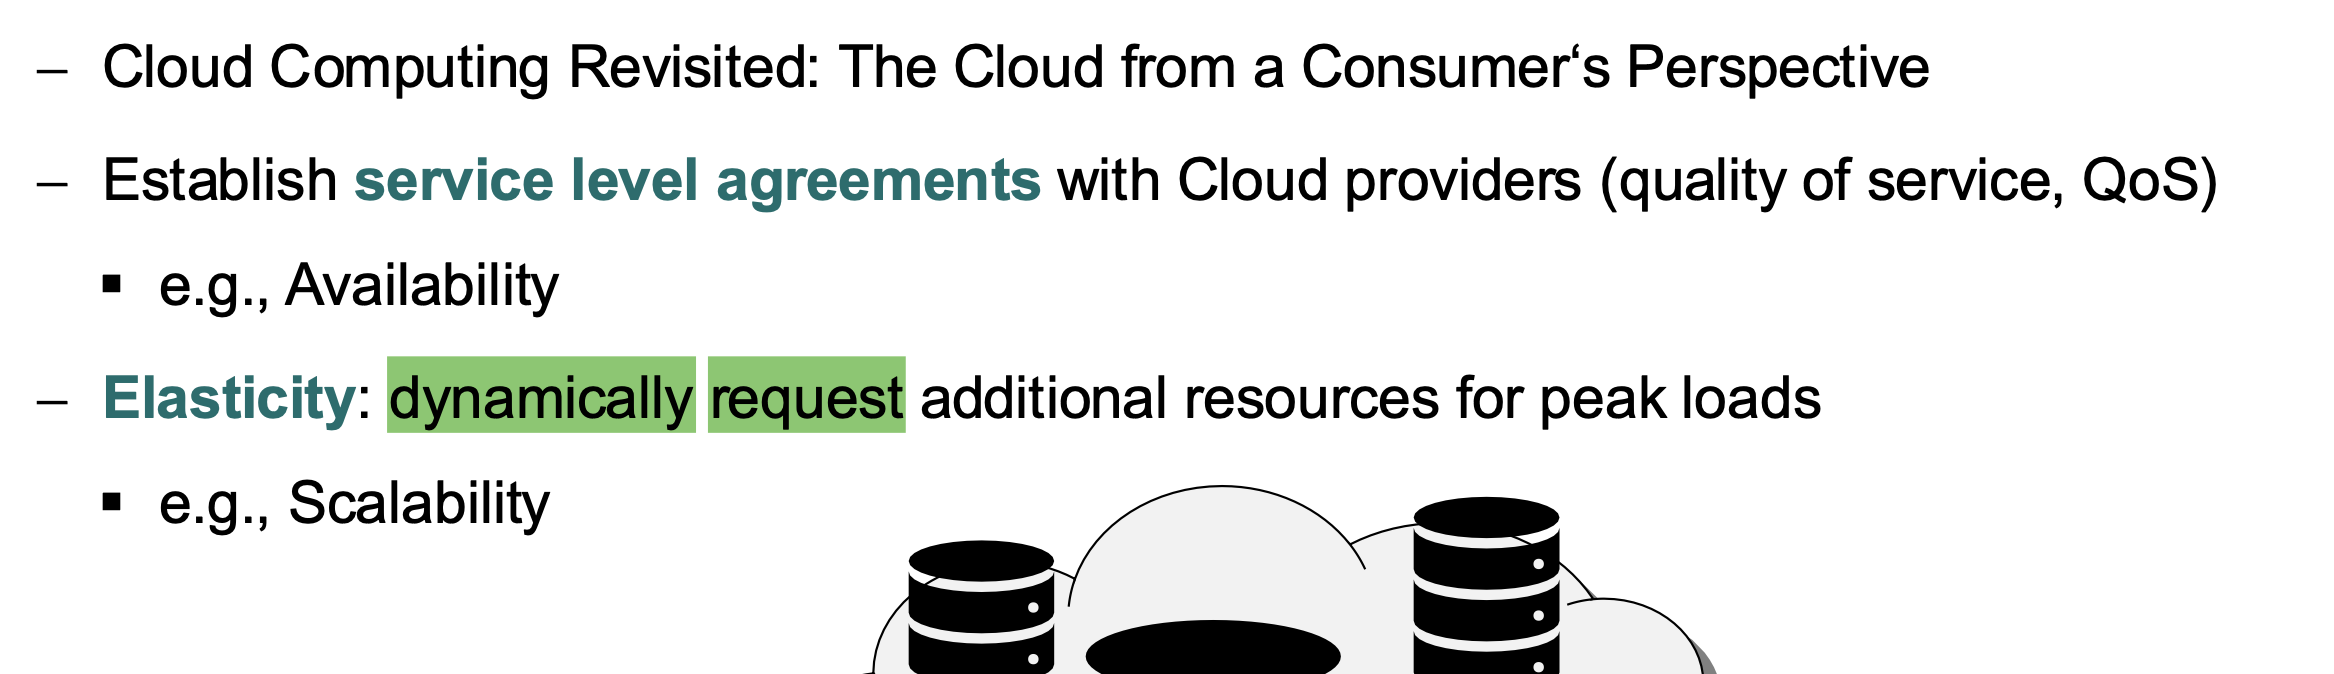 – Cloud Computing Revisited: The Cloud from a Consumer‘s Perspective
– Establish service level agreements with Cloud providers (quality of service, QoS)
▪ e.g., Availability
– Elasticity: dynamically request additional resources for peak loads
▪ e.g., Scalability